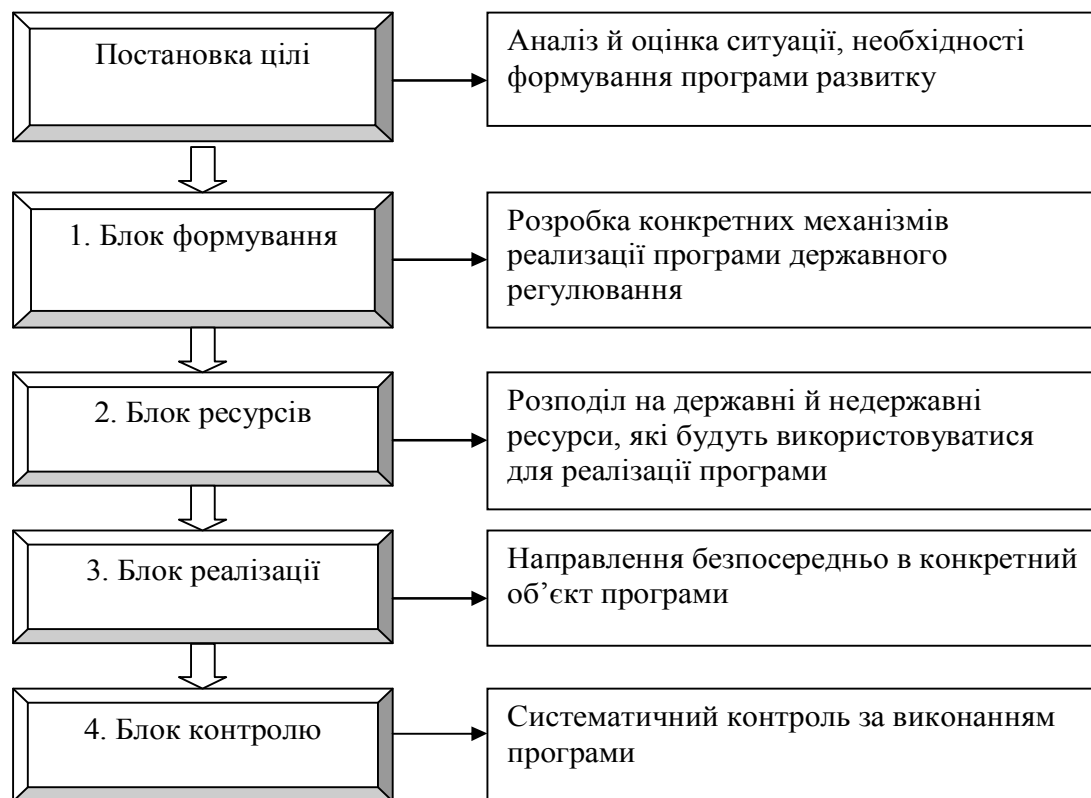 Постановка цілі
Аналіз й оцінка ситуації, необхідності
формування програми развитку
1. Блок формування
Розробка конкретних механізмів
реализації програми державного
регулювання
2. Блок ресурсів
Розподіл на державні й недержавні
ресурси, які будуть використовуватися
для реалізації програми
3. Блок реалізації
Направлення безпосередньо в конкретний
об’єкт програми
4. Блок контролю
Систематичний контроль за виконанням
програми